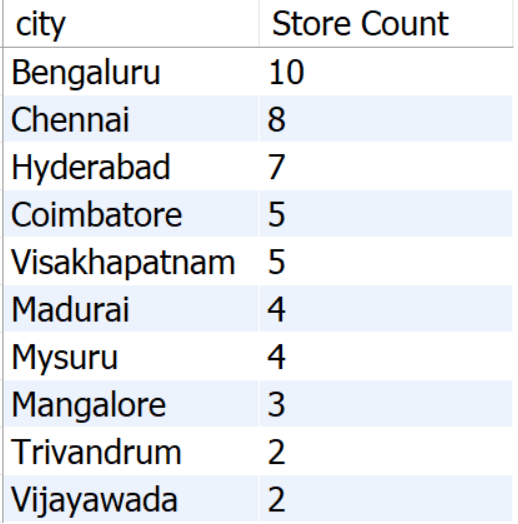 city Store Count
Bengaluru 10
Chennai 8
Hyderabad 7
Coimbatore 5
Visakhapatnam 5
Madurai 4
Mysuru 4
Mangalore 3
Trivandrum 2
Vijayawada 2